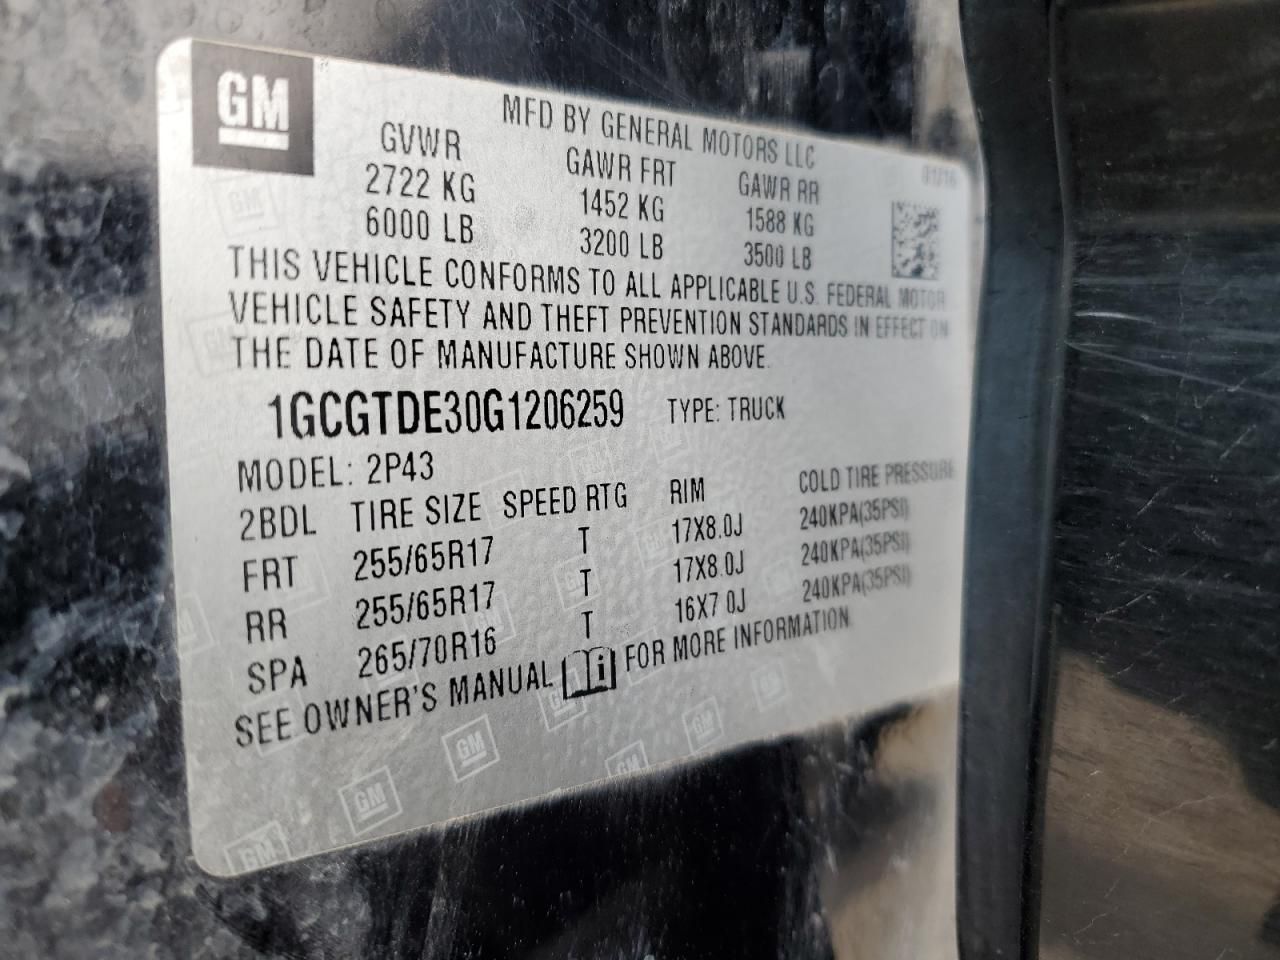 GM
MFD BY GENERAL MOTORS LLC
01/16
GVWR GAWR FRT GAWR RR
2722 KG 1452 KG 1588 KG
6000 LB 3200 LB 3500 LB
THIS VEHICLE CONFORMS TO ALL APPLICABLE U.S. FEDERAL MOTOR
VEHICLE SAFETY AND THEFT PREVENTION STANDARDS IN EFFECT ON
THE DATE OF MANUFACTURE SHOWN ABOVE.
1GCGTDE30G1206259 TYPE: TRUCK
MODEL: 2P43
2BDL TIRE SIZE SPEED RTG RIM COLD TIRE PRESSURE
FRT 255/65R17 T 17X8.0J 240KPA(35PSI)
RR 255/65R17 T 17X8.0J 240KPA(35PSI)
SPA 265/70R16 T 16X7.0J 240KPA(35PSI)
SEE OWNER'S MANUAL FOR MORE INFORMATION.